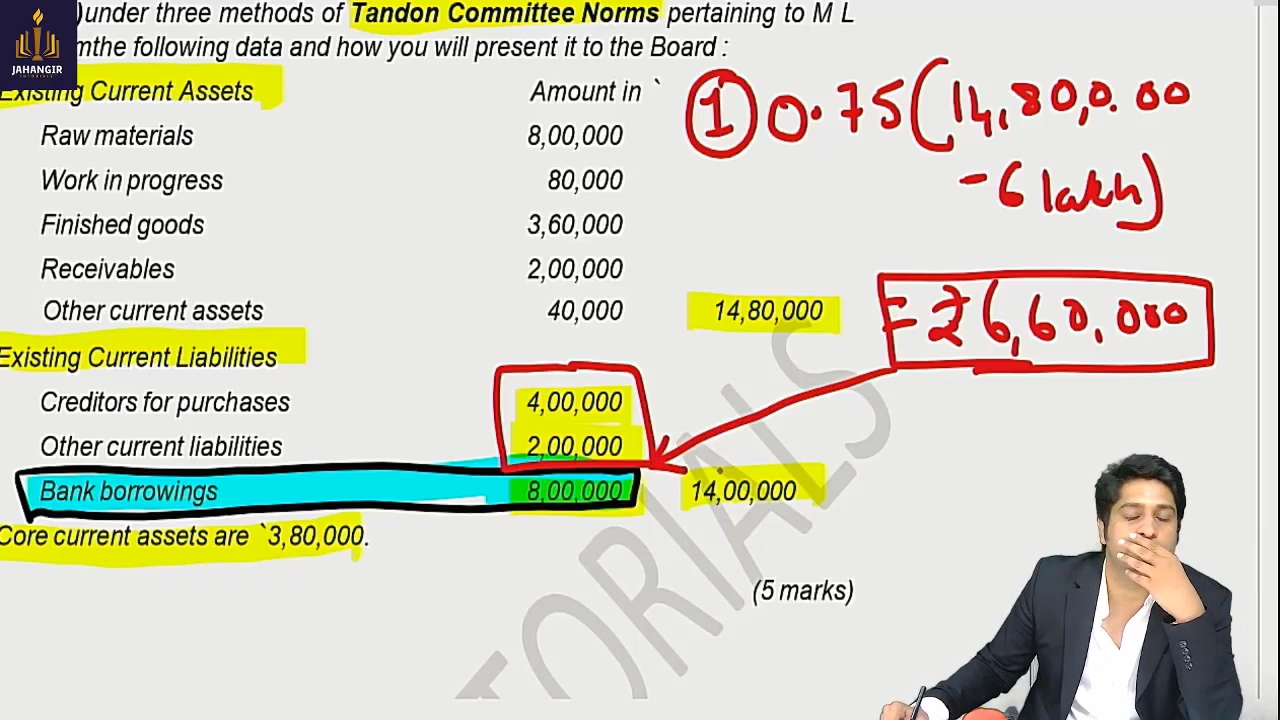 )under three methods of Tandon Committee Norms pertaining to M L
mthe following data and how you will present it to the Board :
JAHANGIR
TUTORIALS
Existing Current Assets Amount in `
Raw materials 8,00,000
Work in progress 80,000
Finished goods 3,60,000
Receivables 2,00,000
Other current assets 40,000 14,80,000
Existing Current Liabilities
Creditors for purchases 4,00,000
Other current liabilities 2,00,000
Bank borrowings 8,00,000 14,00,000
Core current assets are `3,80,000.
(5 marks)
① 0.75(14,80,0.00
- 6 lakh)
= ₹6,60,000
TORIALS